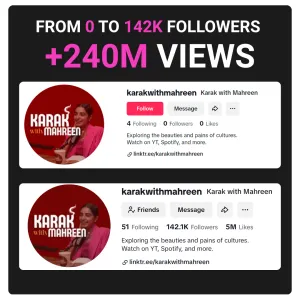 FROM 0 TO 142K FOLLOWERS
+240M VIEWS
karakwithmahreen Karak with Mahreen
Follow Message ...
4 Following 0 Followers 0 Likes
Exploring the beauties and pains of cultures.
Watch on YT, Spotify, and more.
linktr.ee/karakwithmahreen
KARAK
with MAHREEN
karakwithmahreen Karak with Mahreen
Friends Message ...
51 Following 142.1K Followers 5M Likes
Exploring the beauties and pains of cultures.
Watch on YT, Spotify, and more.
linktr.ee/karakwithmahreen
KARAK
with MAHREEN